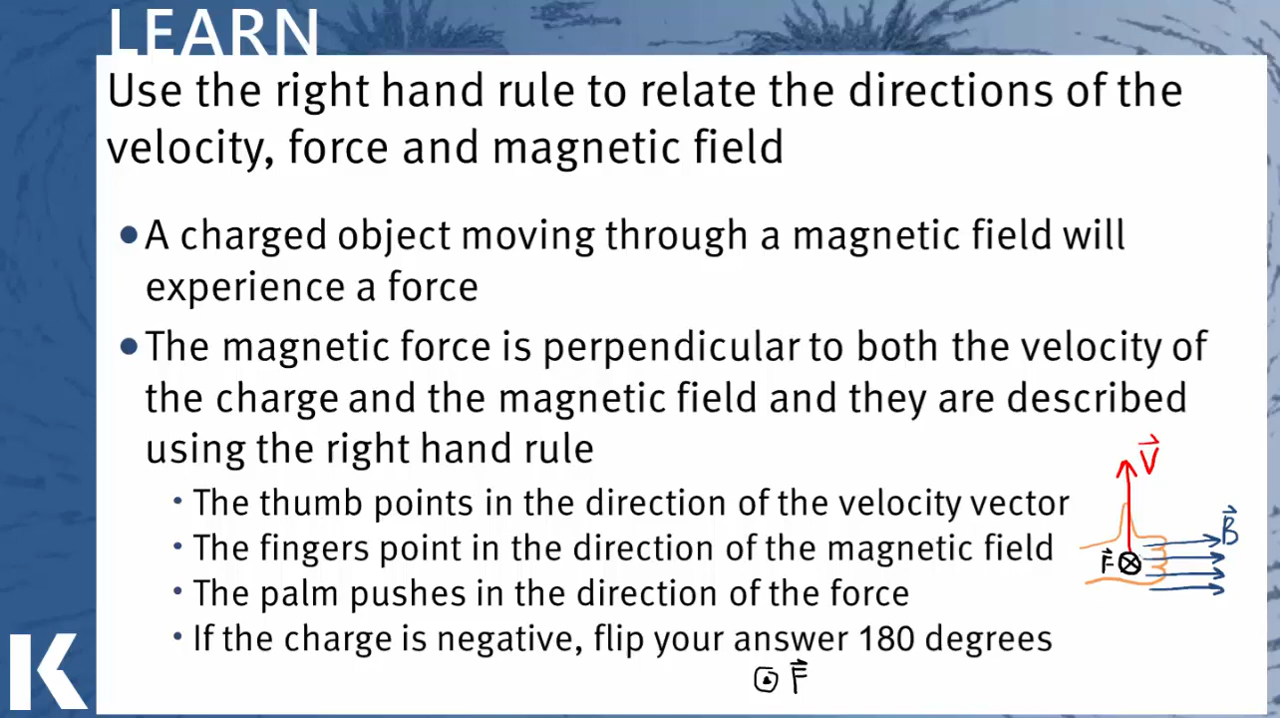 LEARN
Use the right hand rule to relate the directions of the
velocity, force and magnetic field
• A charged object moving through a magnetic field will
experience a force
• The magnetic force is perpendicular to both the velocity of
the charge and the magnetic field and they are described
using the right hand rule
V⃗
• The thumb points in the direction of the velocity vector
• The fingers point in the direction of the magnetic field
B⃗
F⃗ ⊗
• The palm pushes in the direction of the force
• If the charge is negative, flip your answer 180 degrees
⊙ F⃗
K